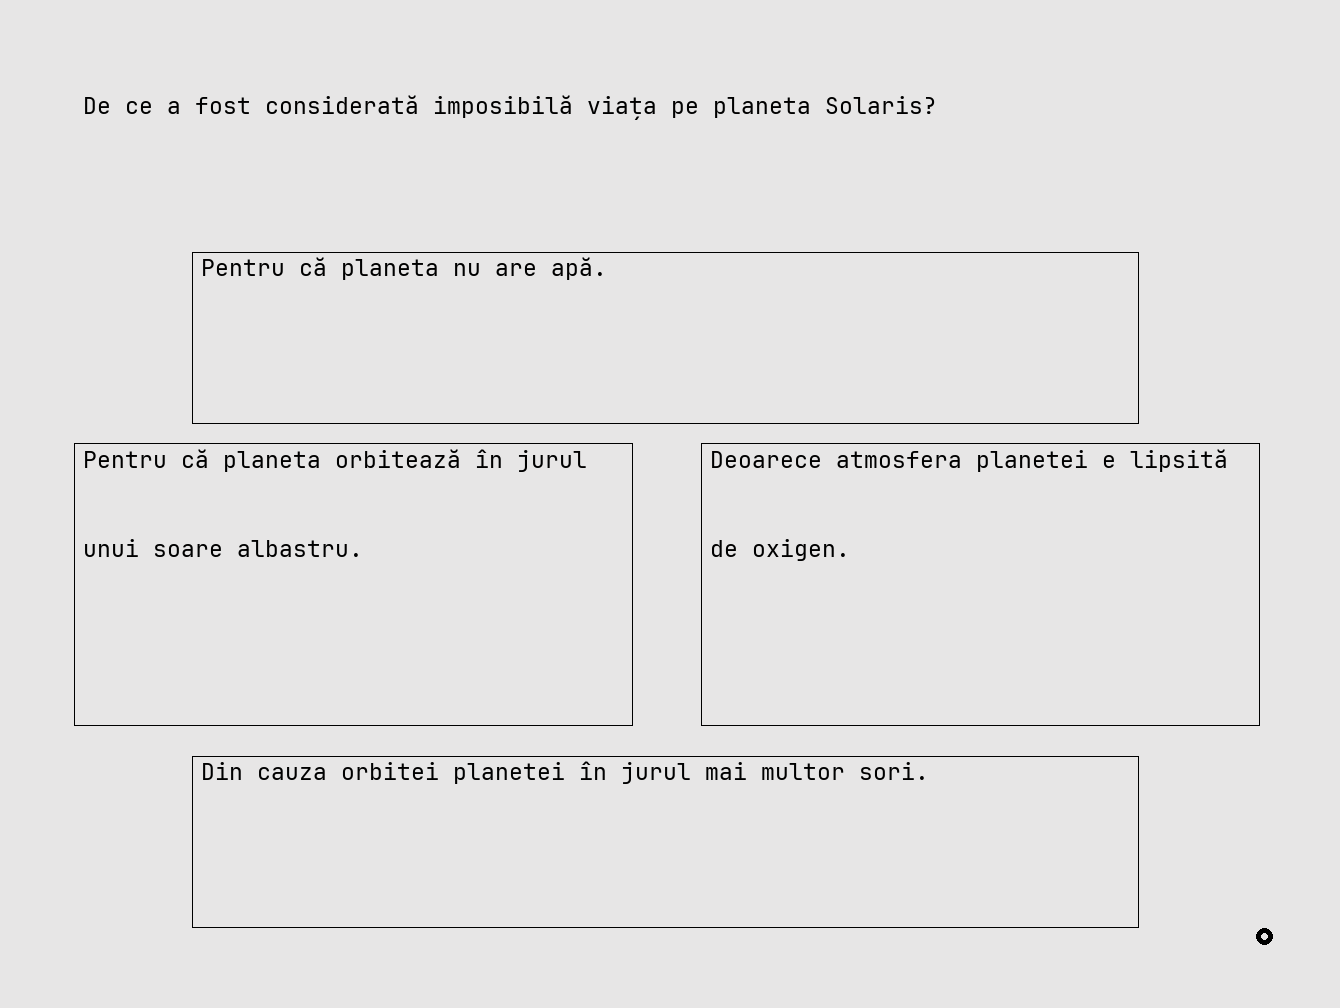 De ce a fost considerată imposibilă viața pe planeta Solaris?
Pentru că planeta nu are apă.
Pentru că planeta orbitează în jurul
unui soare albastru.
Deoarece atmosfera planetei e lipsită
de oxigen.
Din cauza orbitei planetei în jurul mai multor sori.